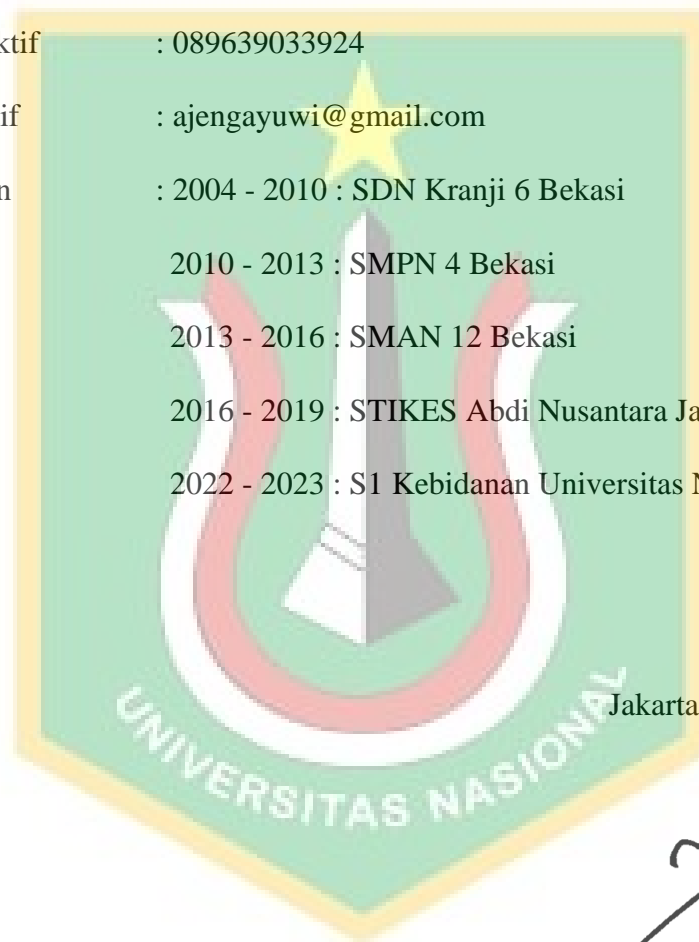 ktif : 089639033924
if : ajengayuwi@gmail.com
n : 2004 - 2010 : SDN Kranji 6 Bekasi
2010 - 2013 : SMPN 4 Bekasi
2013 - 2016 : SMAN 12 Bekasi
2016 - 2019 : STIKES Abdi Nusantara Ja
2022 - 2023 : S1 Kebidanan Universitas N
Jakarta
UNIVERSITAS NASIONAL